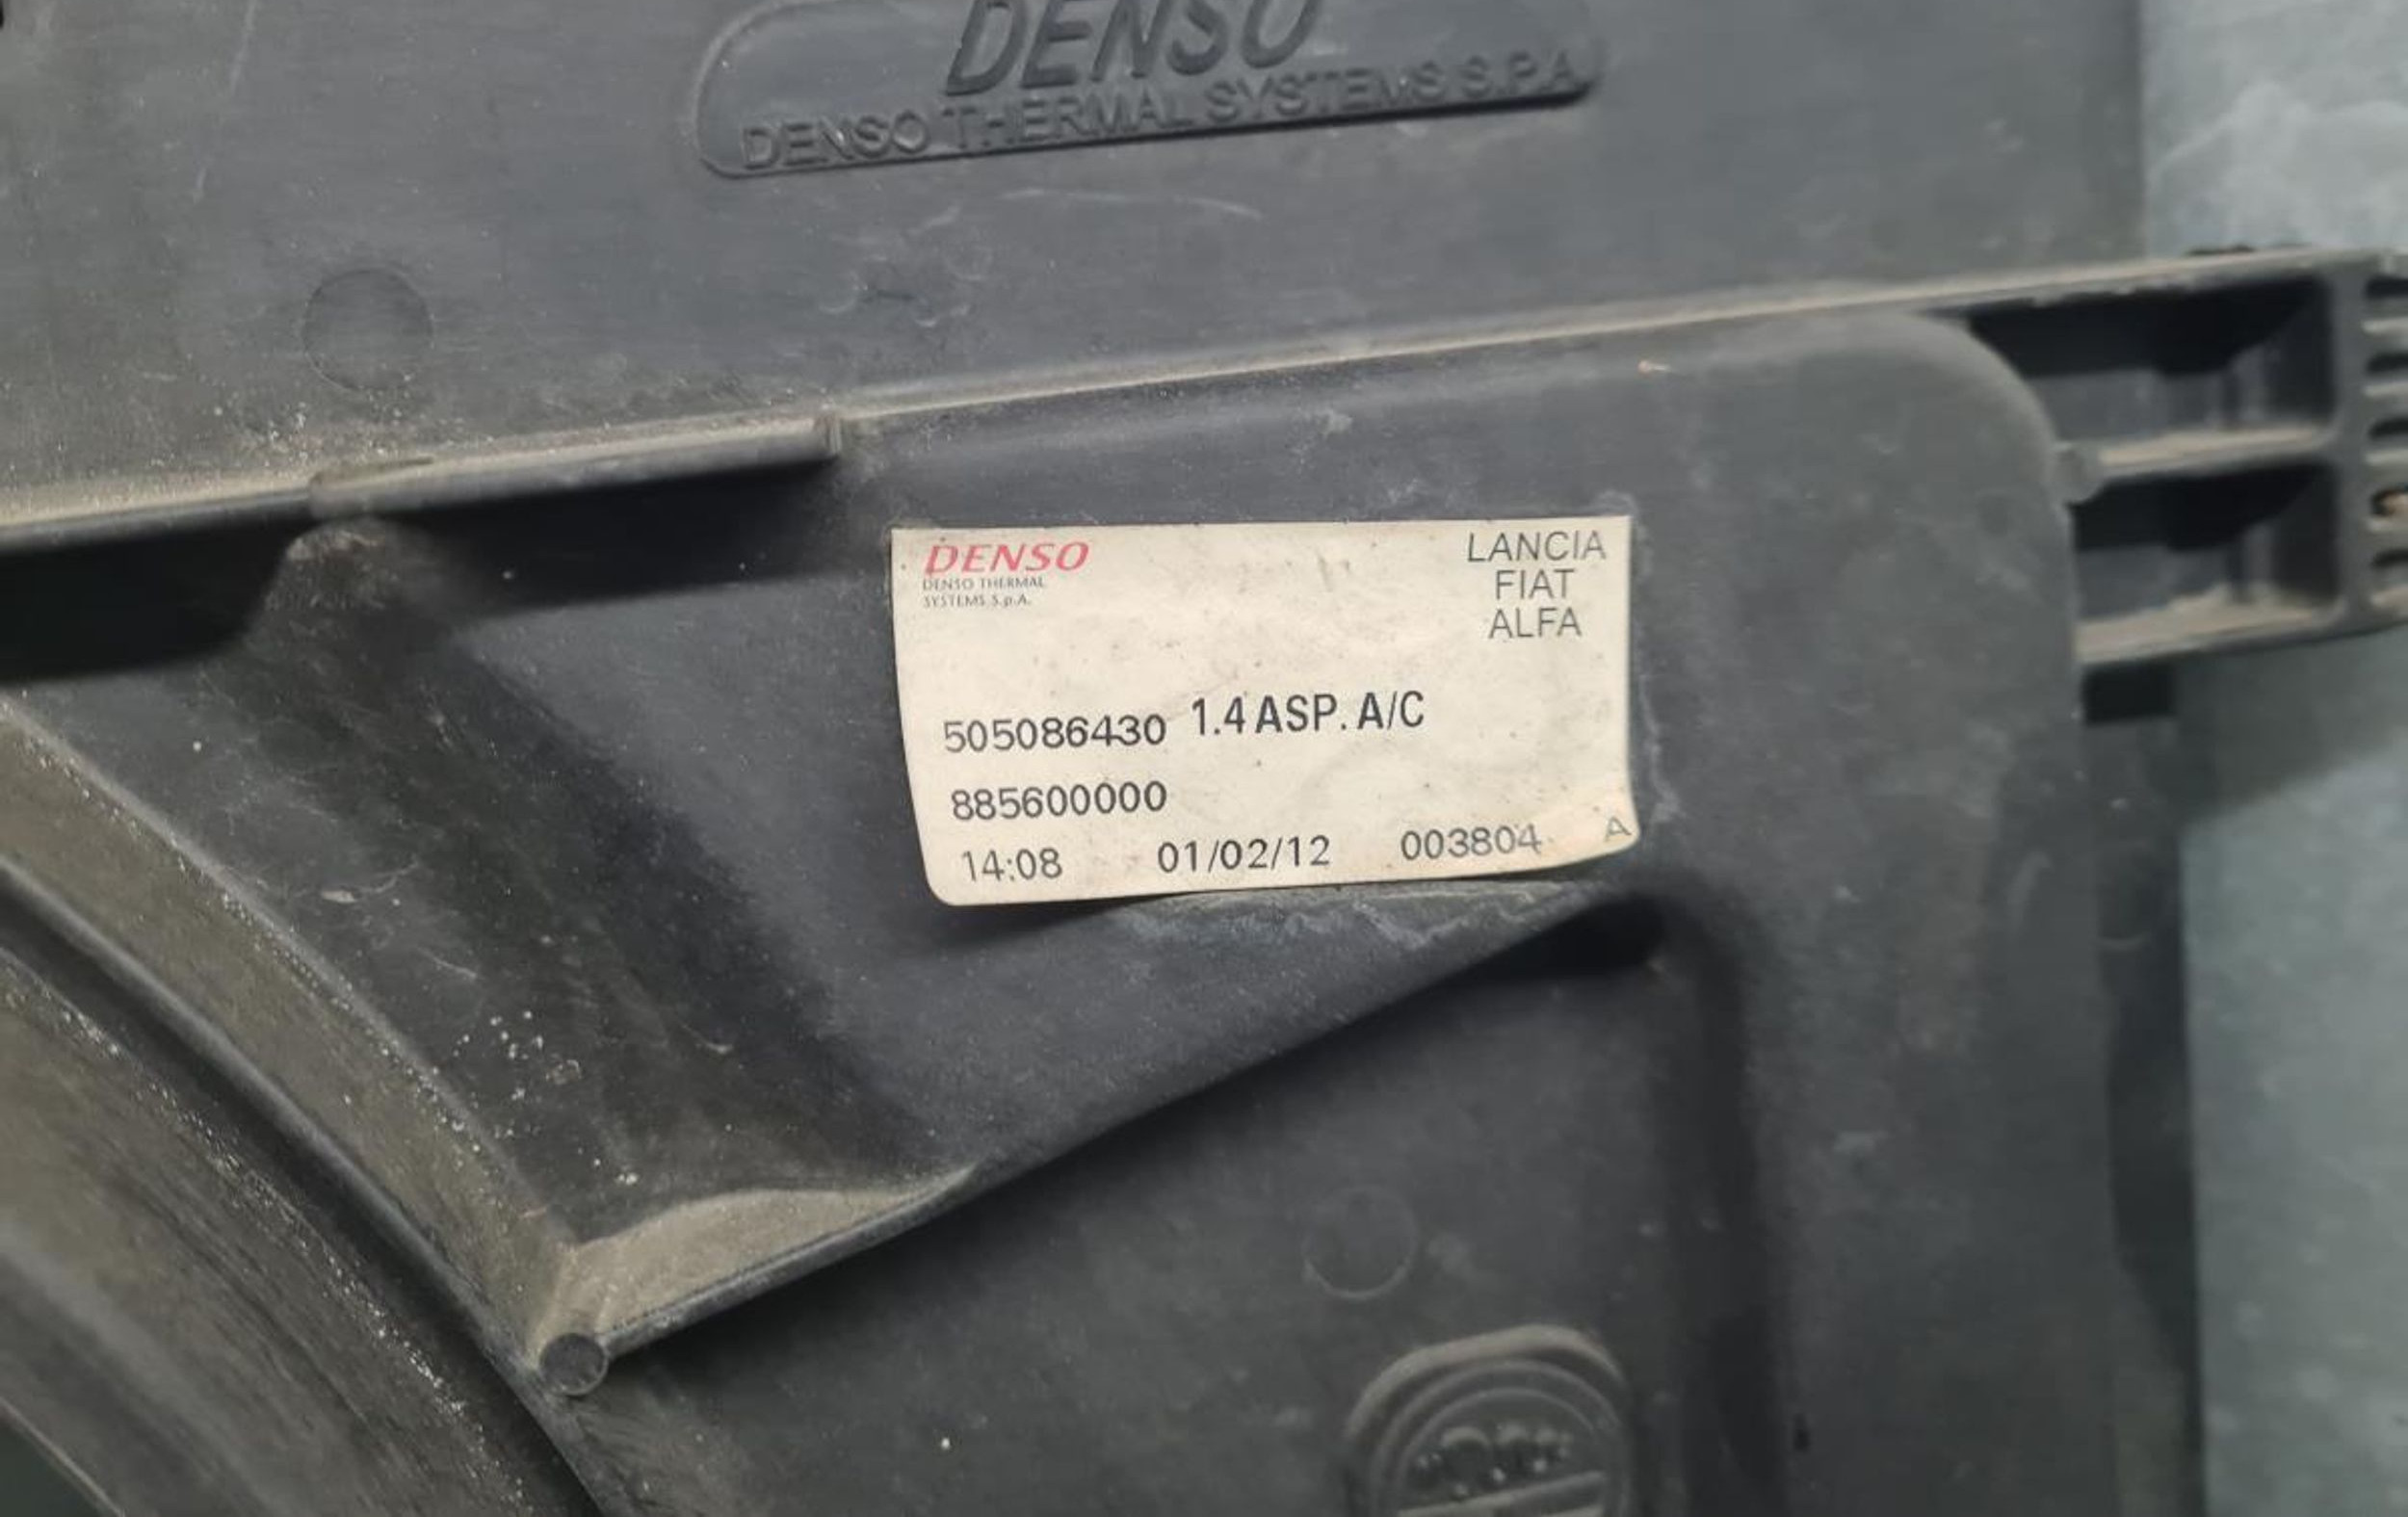 DENSO
DENSO THERMAL SYSTEMS S.P.A
DENSO
DENSO THERMAL
SYSTEMS S.p.A.
LANCIA
FIAT
ALFA
505086430 1.4 ASP. A/C
885600000
14:08 01/02/12 003804 A